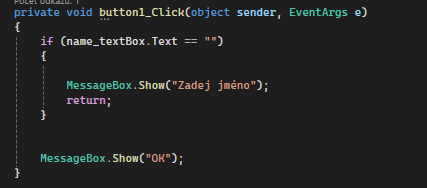 Počet odkazů: 1
private void button1_Click(object sender, EventArgs e)
{
if (name_textBox.Text == "")
{
MessageBox.Show("Zadej jméno");
return;
}
MessageBox.Show("OK");
}